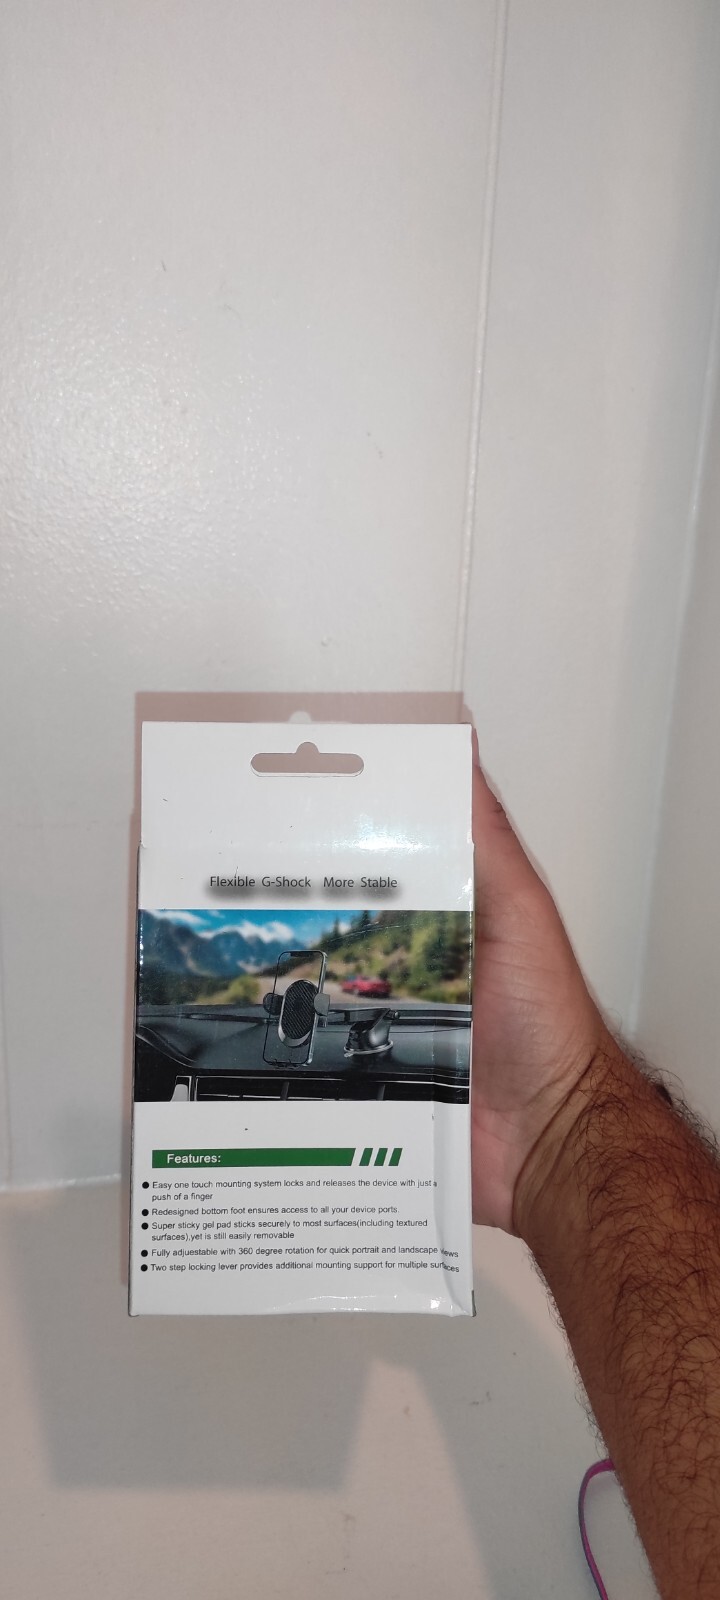 Flexible G-Shock More Stable
Features:
Easy one touch mounting system locks and releases the device with just a
push of a finger
Redesigned bottom foot ensures access to all your device ports.
Super sticky gel pad sticks securely to most surfaces(including textured
surfaces),yet is still easily removable
Fully adjuestable with 360 degree rotation for quick portrait and landscape views
Two step locking lever provides additional mounting support for multiple surfaces